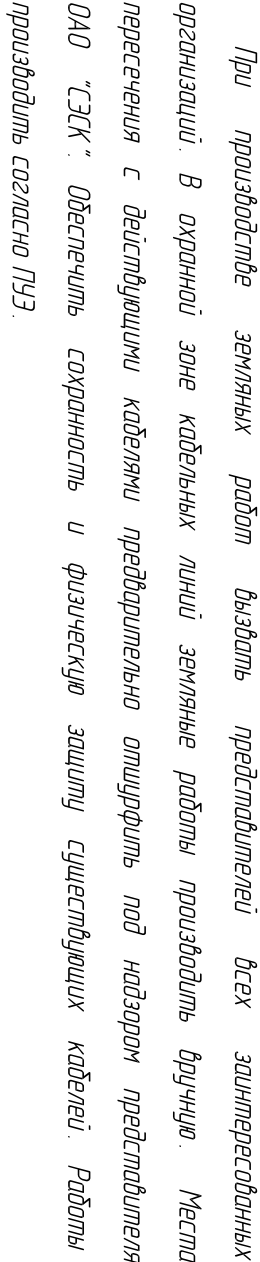 При производстве земляных работ вызвать представителей всех заинтересованных
организаций. В охранной зоне кабельных линий земляные работы производить вручную. Места
пересечения с действующими кабелями предварительно отшурфить под надзором представителя
ОАО "СЭСК". Обеспечить сохранность и физическую защиту существующих кабелей. Работы
производить согласно ПУЭ.